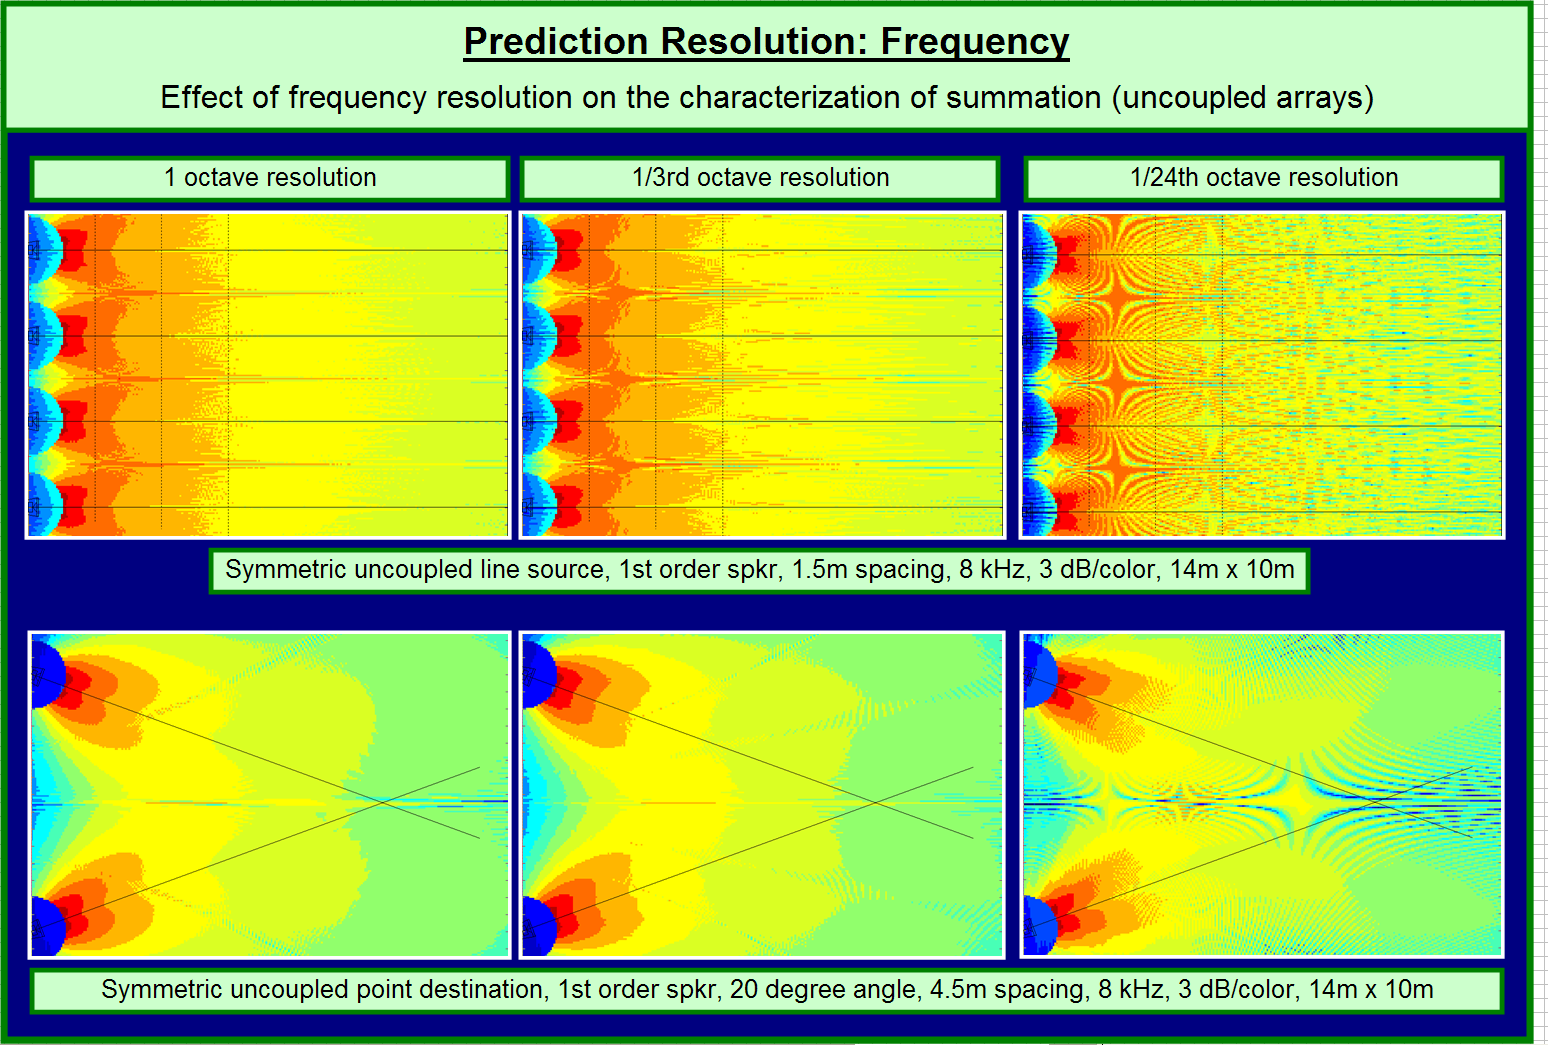 Prediction Resolution: Frequency
Effect of frequency resolution on the characterization of summation (uncoupled arrays)
1 octave resolution
1/3rd octave resolution
1/24th octave resolution
Symmetric uncoupled line source, 1st order spkr, 1.5m spacing, 8 kHz, 3 dB/color, 14m x 10m
Symmetric uncoupled point destination, 1st order spkr, 20 degree angle, 4.5m spacing, 8 kHz, 3 dB/color, 14m x 10m